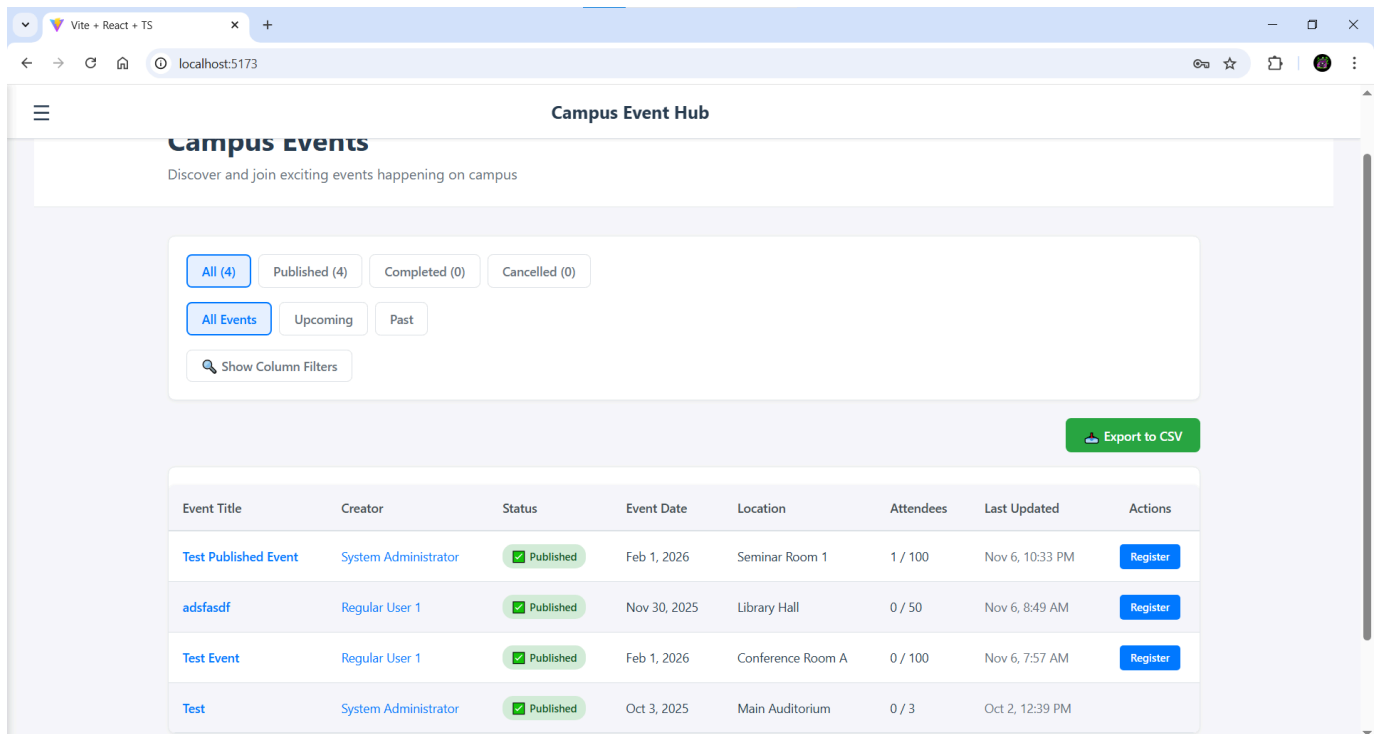 Vite + React + TS
localhost:5173
Campus Event Hub
Campus Events
Discover and join exciting events happening on campus
All (4) Published (4) Completed (0) Cancelled (0)
All Events Upcoming Past
Show Column Filters
Export to CSV
Event Title Creator Status Event Date Location Attendees Last Updated Actions
Test Published Event System Administrator Published Feb 1, 2026 Seminar Room 1 1 / 100 Nov 6, 10:33 PM Register
adsfasdf Regular User 1 Published Nov 30, 2025 Library Hall 0 / 50 Nov 6, 8:49 AM Register
Test Event Regular User 1 Published Feb 1, 2026 Conference Room A 0 / 100 Nov 6, 7:57 AM Register
Test System Administrator Published Oct 3, 2025 Main Auditorium 0 / 3 Oct 2, 12:39 PM